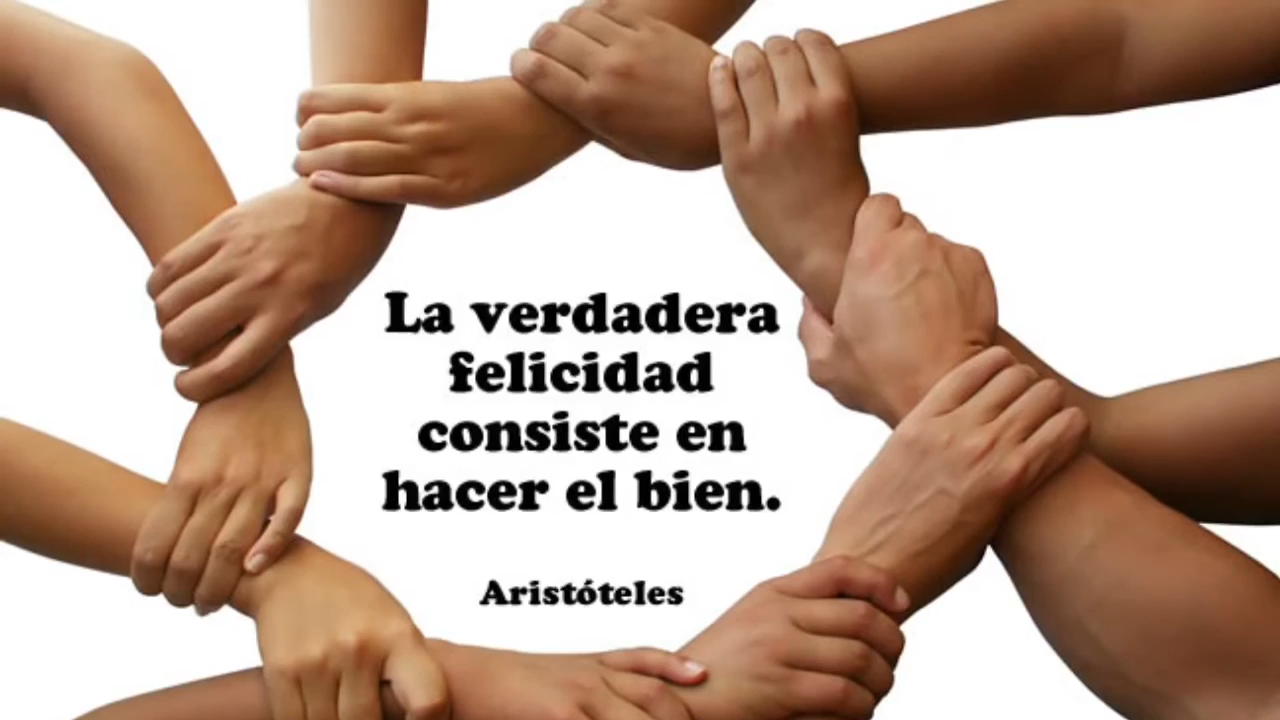 La verdadera
felicidad
consiste en
hacer el bien.
Aristóteles